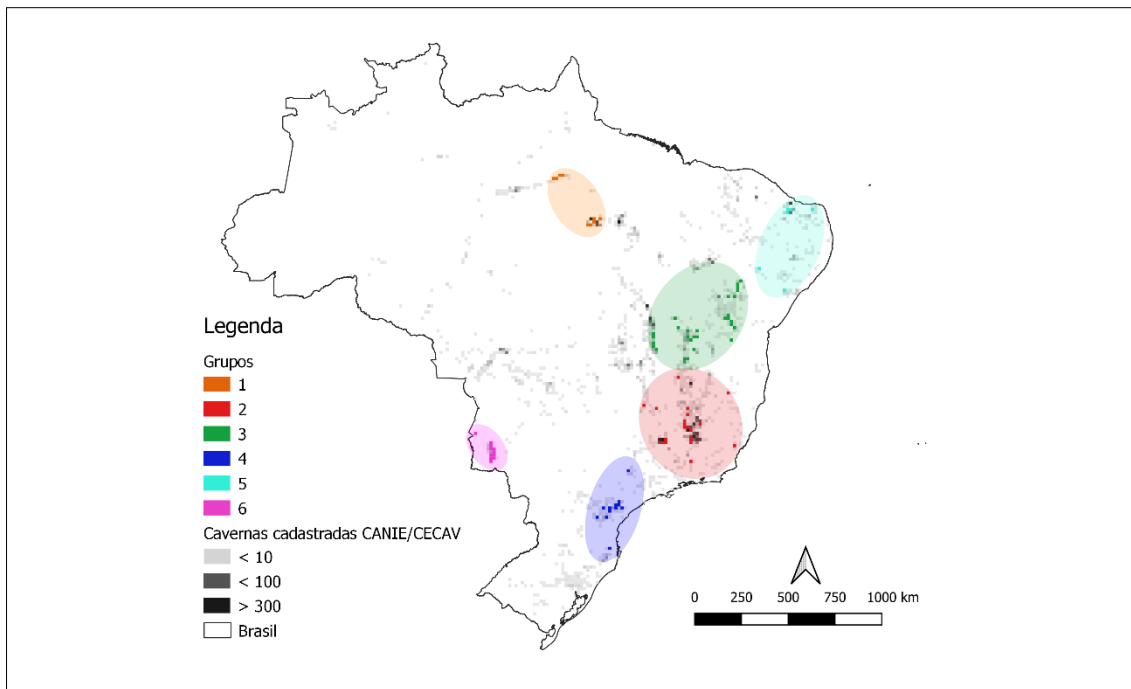 Legenda
Grupos
1
2
3
4
5
6
Cavernas cadastradas CANIE/CECAV
< 10
< 100
> 300
Brasil
0 250 500 750 1000 km